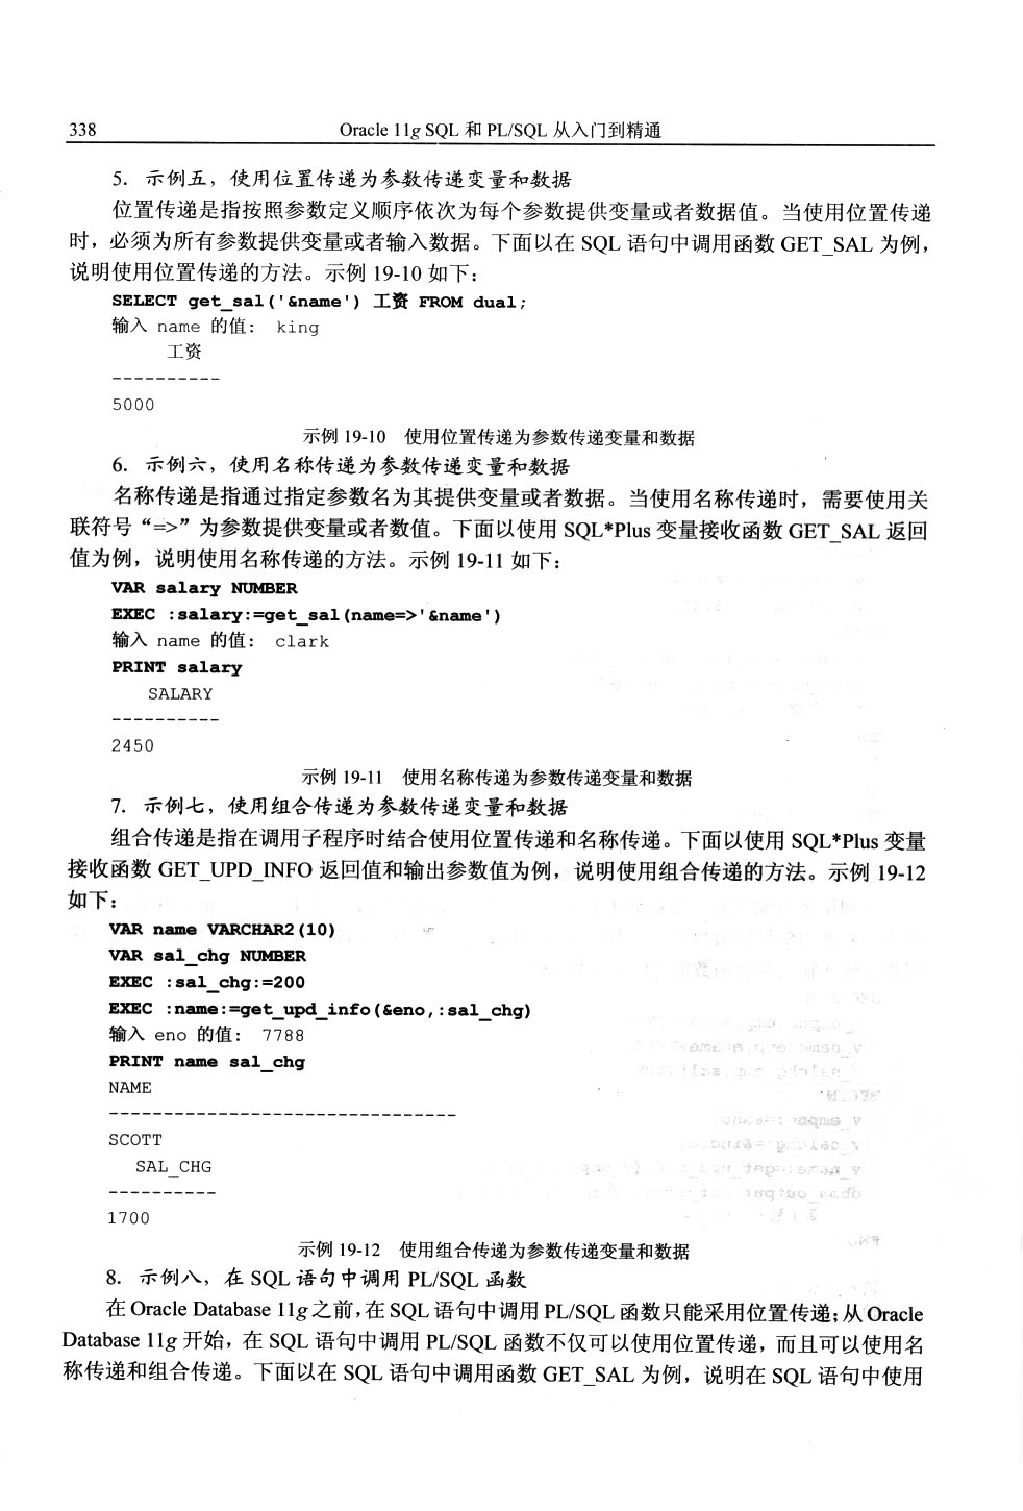 338
Oracle 11g SQL 和 PL/SQL 从入门到精通
5. 示例五，使用位置传递为参数传递变量和数据
位置传递是指按照参数定义顺序依次为每个参数提供变量或者数据值。当使用位置传递
时，必须为所有参数提供变量或者输入数据。下面以在 SQL 语句中调用函数 GET_SAL 为例，
说明使用位置传递的方法。示例 19-10 如下：
SELECT get_sal('&name') 工资 FROM dual;
输入 name 的值： king
工资
----------
5000
示例 19-10 使用位置传递为参数传递变量和数据
6. 示例六，使用名称传递为参数传递变量和数据
名称传递是指通过指定参数名为其提供变量或者数据。当使用名称传递时，需要使用关
联符号“=>”为参数提供变量或者数值。下面以使用 SQL*Plus 变量接收函数 GET_SAL 返回
值为例，说明使用名称传递的方法。示例 19-11 如下：
VAR salary NUMBER
EXEC :salary:=get_sal(name=>'&name')
输入 name 的值： clark
PRINT salary
SALARY
----------
2450
示例 19-11 使用名称传递为参数传递变量和数据
7. 示例七，使用组合传递为参数传递变量和数据
组合传递是指在调用子程序时结合使用位置传递和名称传递。下面以使用 SQL*Plus 变量
接收函数 GET_UPD_INFO 返回值和输出参数值为例，说明使用组合传递的方法。示例 19-12
如下：
VAR name VARCHAR2(10)
VAR sal_chg NUMBER
EXEC :sal_chg:=200
EXEC :name:=get_upd_info(&eno,:sal_chg)
输入 eno 的值： 7788
PRINT name sal_chg
NAME
--------------------------------
SCOTT
SAL_CHG
----------
1700
示例 19-12 使用组合传递为参数传递变量和数据
8. 示例八，在 SQL 语句中调用 PL/SQL 函数
在 Oracle Database 11g 之前，在 SQL 语句中调用 PL/SQL 函数只能采用位置传递；从 Oracle
Database 11g 开始，在 SQL 语句中调用 PL/SQL 函数不仅可以使用位置传递，而且可以使用名
称传递和组合传递。下面以在 SQL 语句中调用函数 GET_SAL 为例，说明在 SQL 语句中使用